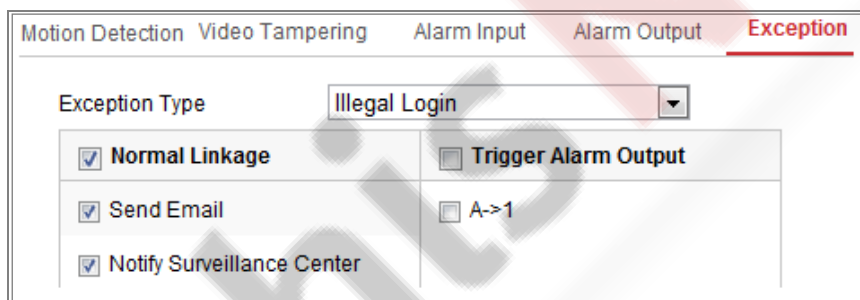 Motion Detection Video Tampering Alarm Input Alarm Output Exception
Exception Type Illegal Login
Normal Linkage Trigger Alarm Output
Send Email A->1
Notify Surveillance Center